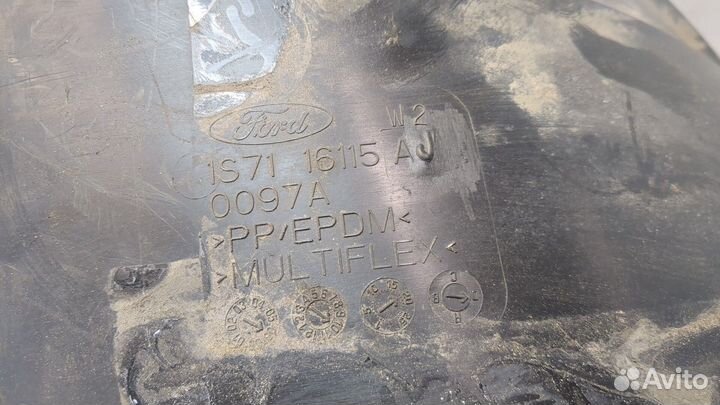 Ford
W2
1S71 16115 AJ
0097A
>PP/EPDM<
>MULTIFLEX<
Avito